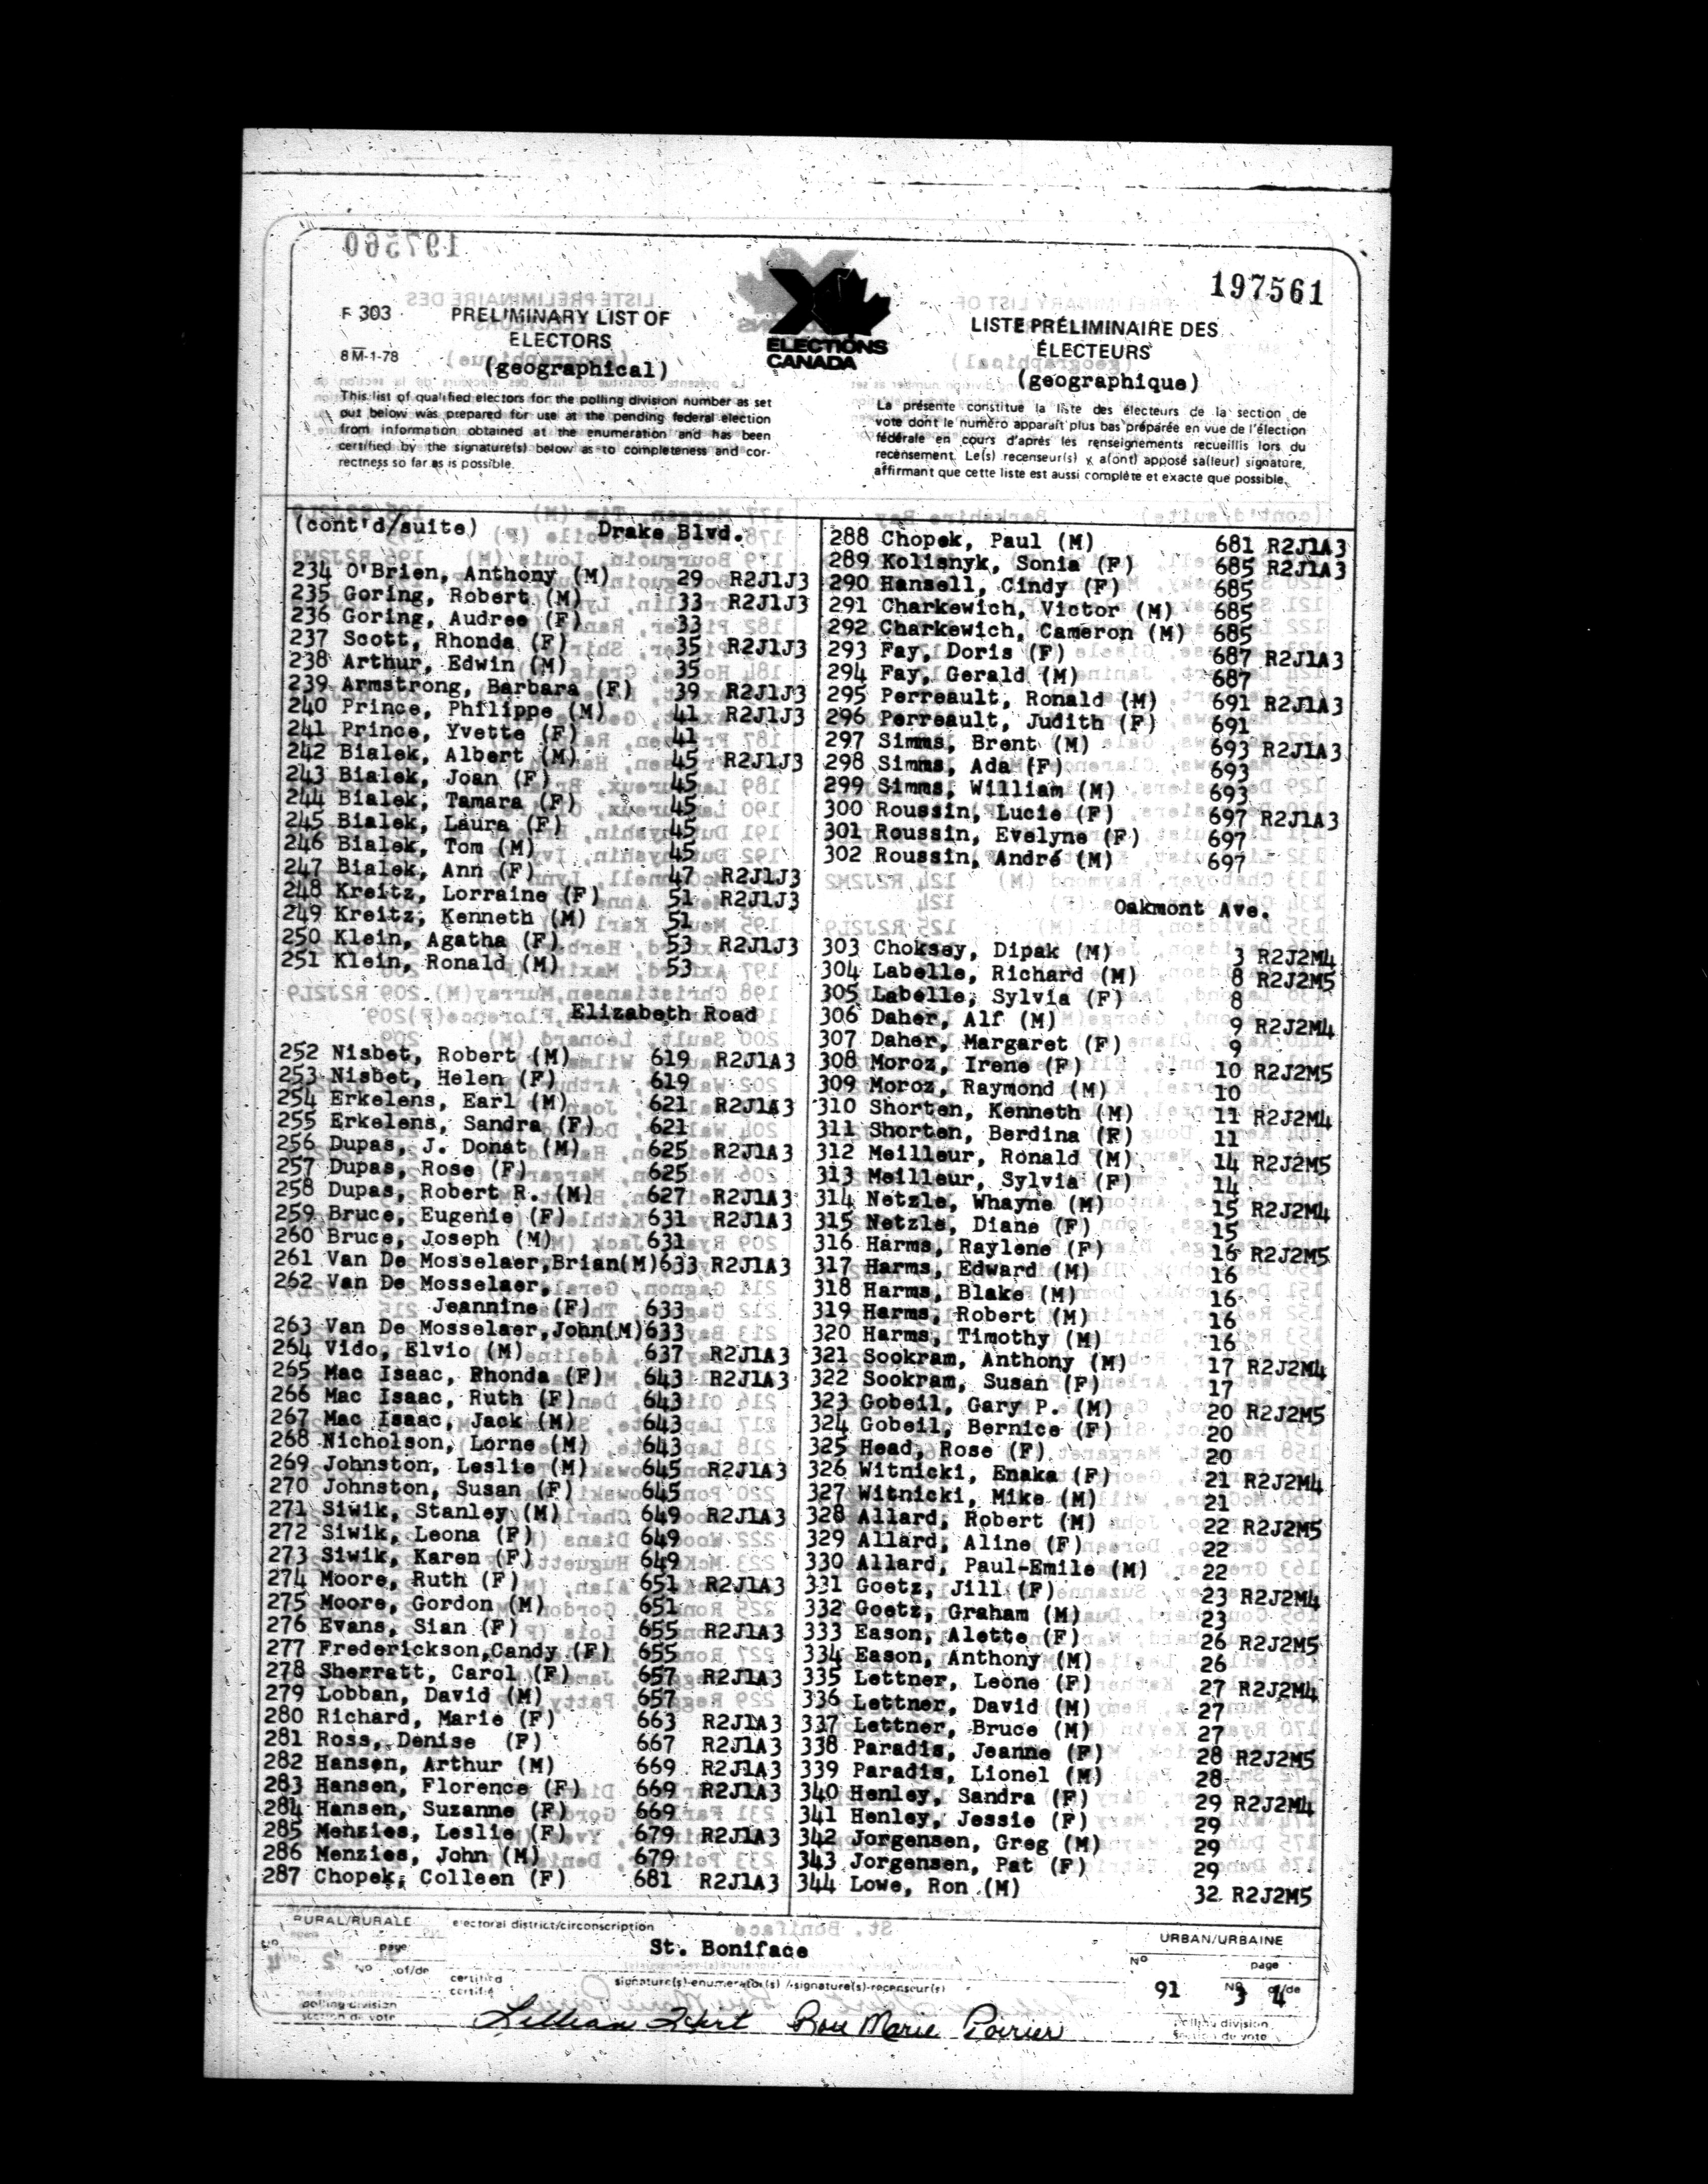 197561
F 303
8 M-1-78
PRELIMINARY LIST OF
ELECTORS
(geographical)
This list of qualified electors for the polling division number as set
out below was prepared for use at the pending federal election
from information obtained at the enumeration and has been
certified by the signature(s) below as to completeness and cor-
rectness so far as is possible.
ELECTIONS
CANADA
LISTE PRÉLIMINAIRE DES
ÉLECTEURS
(geographique)
La présente constitue la liste des électeurs de la section de
vote dont le numéro apparaît plus bas préparée en vue de l'élection
fédérale en cours d'après les renseignements recueillis lors du
recensement. Le(s) recenseur(s) y a(ont) apposé sa(leur) signature,
affirmant que cette liste est aussi complète et exacte que possible.
(cont'd/suite) Drake Blvd.
234 O'Brien, Anthony (M) 29 R2J1J3
235 Goring, Robert (M) 33 R2J1J3
236 Goring, Audree (F) 33
237 Scott, Rhonda (F) 35 R2J1J3
238 Arthur, Edwin (M) 35
239 Armstrong, Barbara (F) 39 R2J1J3
240 Prince, Philippe (M) 41 R2J1J3
241 Prince, Yvette (F) 41
242 Bialek, Albert (M) 45 R2J1J3
243 Bialek, Joan (F) 45
244 Bialek, Tamara (F) 45
245 Bialek, Laura (F) 45
246 Bialek, Tom (M) 45
247 Bialek, Ann (F) 47 R2J1J3
248 Kreitz, Lorraine (F) 51 R2J1J3
249 Kreitz, Kenneth (M) 51
250 Klein, Agatha (F) 53 R2J1J3
251 Klein, Ronald (M) 53
Elizabeth Road
252 Nisbet, Robert (M) 619 R2J1A3
253 Nisbet, Helen (F) 619
254 Erkelens, Earl (M) 621 R2J1A3
255 Erkelens, Sandra (F) 621
256 Dupas, J. Donat (M) 625 R2J1A3
257 Dupas, Rose (F) 625
258 Dupas, Robert R. (M) 627 R2J1A3
259 Bruce, Eugenie (F) 631 R2J1A3
260 Bruce, Joseph (M) 631
261 Van De Mosselaer,Brian(M)633 R2J1A3
262 Van De Mosselaer,
Jeannine (F) 633
263 Van De Mosselaer,John(M)633
264 Vido, Elvio (M) 637 R2J1A3
265 Mac Isaac, Rhonda (F) 643 R2J1A3
266 Mac Isaac, Ruth (F) 643
267 Mac Isaac, Jack (M) 643
268 Nicholson, Lorne (M) 643
269 Johnston, Leslie (M) 645 R2J1A3
270 Johnston, Susan (F) 645
271 Siwik, Stanley (M) 649 R2J1A3
272 Siwik, Leona (F) 649
273 Siwik, Karen (F) 649
274 Moore, Ruth (F) 651 R2J1A3
275 Moore, Gordon (M) 651
276 Evans, Sian (F) 655 R2J1A3
277 Frederickson,Candy (F) 655
278 Sherratt, Carol (F) 657 R2J1A3
279 Lobban, David (M) 657
280 Richard, Marie (F) 663 R2J1A3
281 Ross, Denise (F) 667 R2J1A3
282 Hansen, Arthur (M) 669 R2J1A3
283 Hansen, Florence (F) 669 R2J1A3
284 Hansen, Suzanne (F) 669
285 Menzies, Leslie (F) 679 R2J1A3
286 Menzies, John (M) 679
287 Chopek, Colleen (F) 681 R2J1A3
288 Chopek, Paul (M) 681 R2J1A3
289 Kolisnyk, Sonia (F) 685 R2J1A3
290 Hansell, Cindy (F) 685
291 Charkewich, Victor (M) 685
292 Charkewich, Cameron (M) 685
293 Fay, Doris (F) 687 R2J1A3
294 Fay, Gerald (M) 687
295 Perreault, Ronald (M) 691 R2J1A3
296 Perreault, Judith (F) 691
297 Simms, Brent (M) 693 R2J1A3
298 Simms, Ada (F) 693
299 Simms, William (M) 693
300 Roussin, Lucie (F) 697 R2J1A3
301 Roussin, Evelyne (F) 697
302 Roussin, André (M) 697
Oakmont Ave.
303 Choksey, Dipak (M) 3 R2J2M4
304 Labelle, Richard (M) 8 R2J2M5
305 Labelle, Sylvia (F) 8
306 Daher, Alf (M) 9 R2J2M4
307 Daher, Margaret (F) 9
308 Moroz, Irene (F) 10 R2J2M5
309 Moroz, Raymond (M) 10
310 Shorten, Kenneth (M) 11 R2J2M4
311 Shorten, Berdina (F) 11
312 Meilleur, Ronald (M) 14 R2J2M5
313 Meilleur, Sylvia (F) 14
314 Netzle, Whayne (M) 15 R2J2M4
315 Netzle, Diane (F) 15
316 Harms, Raylene (F) 16 R2J2M5
317 Harms, Edward (M) 16
318 Harms, Blake (M) 16
319 Harms, Robert (M) 16
320 Harms, Timothy (M) 16
321 Sookram, Anthony (M) 17 R2J2M4
322 Sookram, Susan (F) 17
323 Gobeil, Gary P. (M) 20 R2J2M5
324 Gobeil, Bernice (F) 20
325 Head, Rose (F) 20
326 Witnicki, Enaka (F) 21 R2J2M4
327 Witnicki, Mike (M) 21
328 Allard, Robert (M) 22 R2J2M5
329 Allard, Aline (F) 22
330 Allard, Paul-Emile (M) 22
331 Goetz, Jill (F) 23 R2J2M4
332 Goetz, Graham (M) 23
333 Eason, Alette (F) 26 R2J2M5
334 Eason, Anthony (M) 26
335 Lettner, Leone (F) 27 R2J2M4
336 Lettner, David (M) 27
337 Lettner, Bruce (M) 27
338 Paradis, Jeanne (F) 28 R2J2M5
339 Paradis, Lionel (M) 28
340 Henley, Sandra (F) 29 R2J2M4
341 Henley, Jessie (F) 29
342 Jorgensen, Greg (M) 29
343 Jorgensen, Pat (F) 29
344 Lowe, Ron (M) 32 R2J2M5
RURAL/RURALE
page
No of/de
polling division
section de vote
electoral district/circonscription
St. Boniface
certified
certifié
signature(s)-enumerator(s) / signature(s)-recenseur(s)
Lillian Rose Marie Poirier
URBAN/URBAINE
No page
91 No 3 of/de 4
Polling division
Section de vote